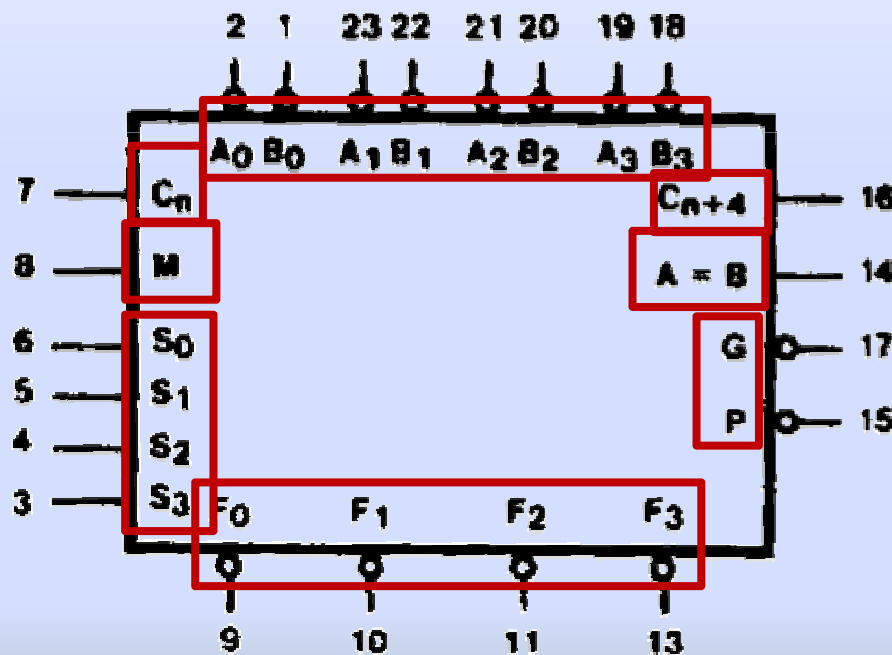 2 1 23 22 21 20 19 18
A0 B0 A1 B1 A2 B2 A3 B3
7 Cn Cn+4 16
8 M A = B 14
6 S0 G 17
5 S1
4 S2 P 15
3 S3 F0 F1 F2 F3
9 10 11 13